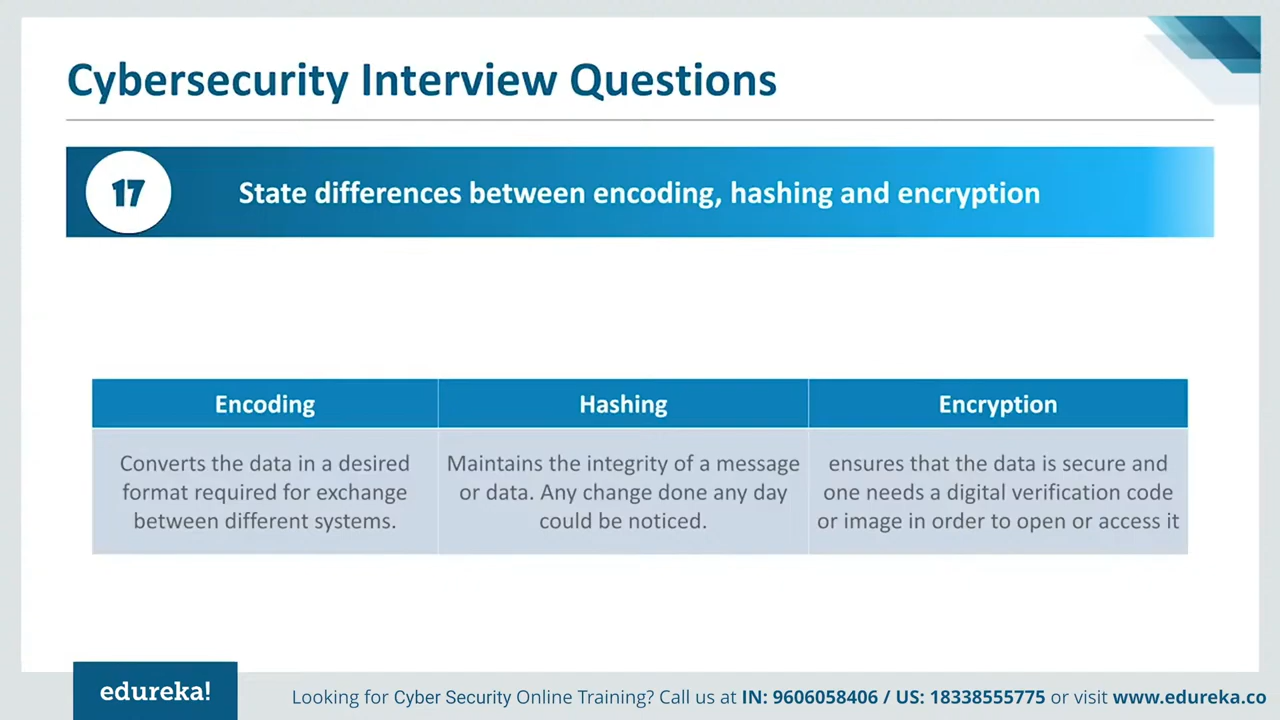 Cybersecurity Interview Questions
17
State differences between encoding, hashing and encryption
Encoding
Hashing
Encryption
Converts the data in a desired
format required for exchange
between different systems.
Maintains the integrity of a message
or data. Any change done any day
could be noticed.
ensures that the data is secure and
one needs a digital verification code
or image in order to open or access it
edureka!
Looking for Cyber Security Online Training? Call us at IN: 9606058406 / US: 18338555775 or visit www.edureka.co